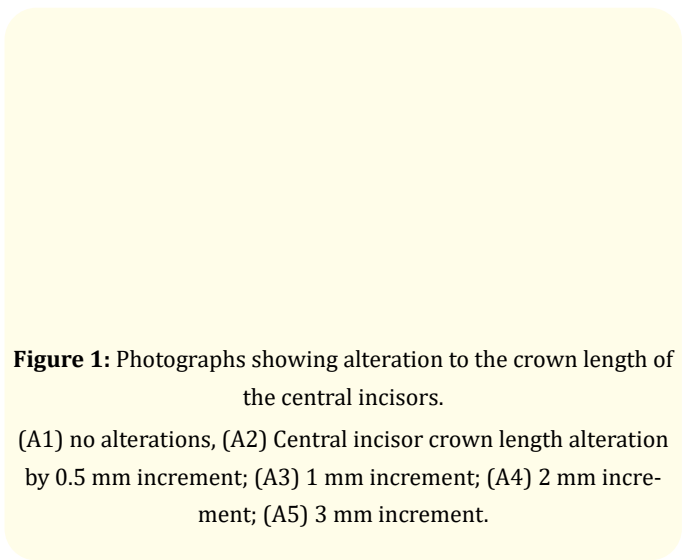 Figure 1: Photographs showing alteration to the crown length of
the central incisors.
(A1) no alterations, (A2) Central incisor crown length alteration
by 0.5 mm increment; (A3) 1 mm increment; (A4) 2 mm incre-
ment; (A5) 3 mm increment.